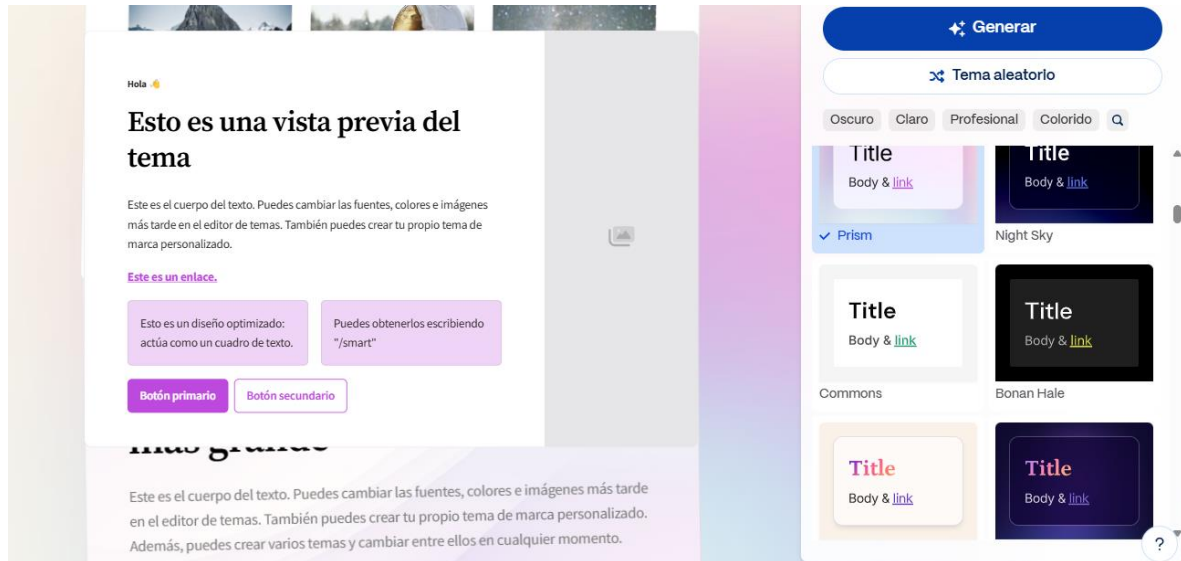 Hola 👋
Esto es una vista previa del
tema
Este es el cuerpo del texto. Puedes cambiar las fuentes, colores e imágenes
más tarde en el editor de temas. También puedes crear tu propio tema de
marca personalizado.
Este es un enlace.
Esto es un diseño optimizado:
actúa como un cuadro de texto.
Puedes obtenerlos escribiendo
"/smart"
Botón primario
Botón secundario
más grande
Este es el cuerpo del texto. Puedes cambiar las fuentes, colores e imágenes más tarde
en el editor de temas. También puedes crear tu propio tema de marca personalizado.
Además, puedes crear varios temas y cambiar entre ellos en cualquier momento.
Generar
Tema aleatorio
Oscuro Claro Profesional Colorido
Title
Body & link
Prism
Title
Body & link
Night Sky
Title
Body & link
Commons
Title
Body & link
Bonan Hale
Title
Body & link
Title
Body & link
?